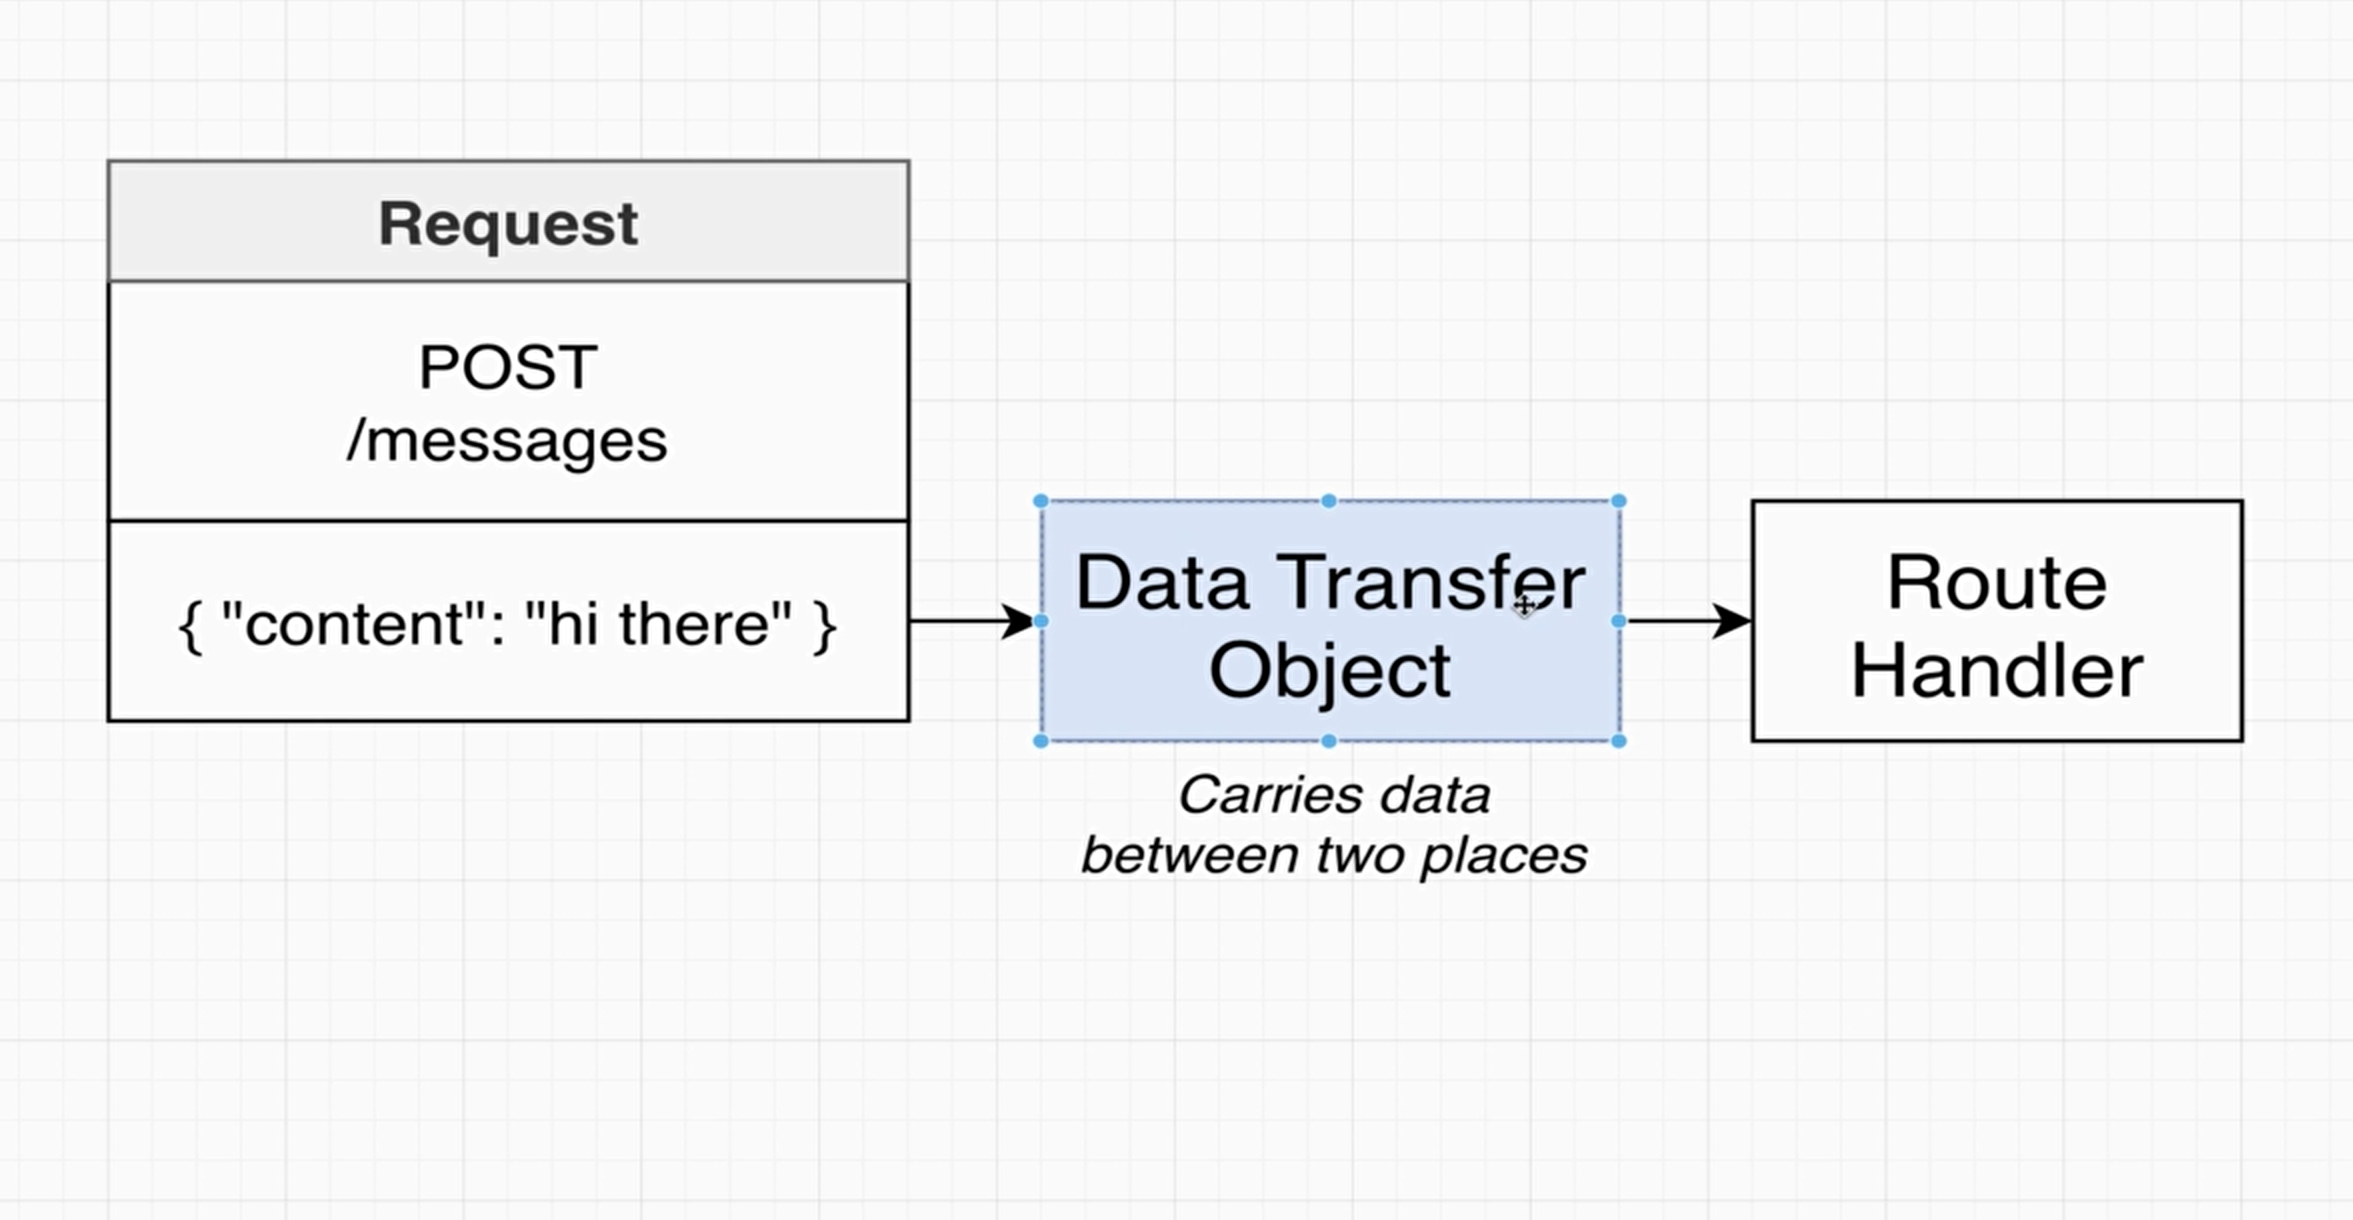 Request
POST
/messages
{ "content": "hi there" }
Data Transfer
Object
Carries data
between two places
Route
Handler